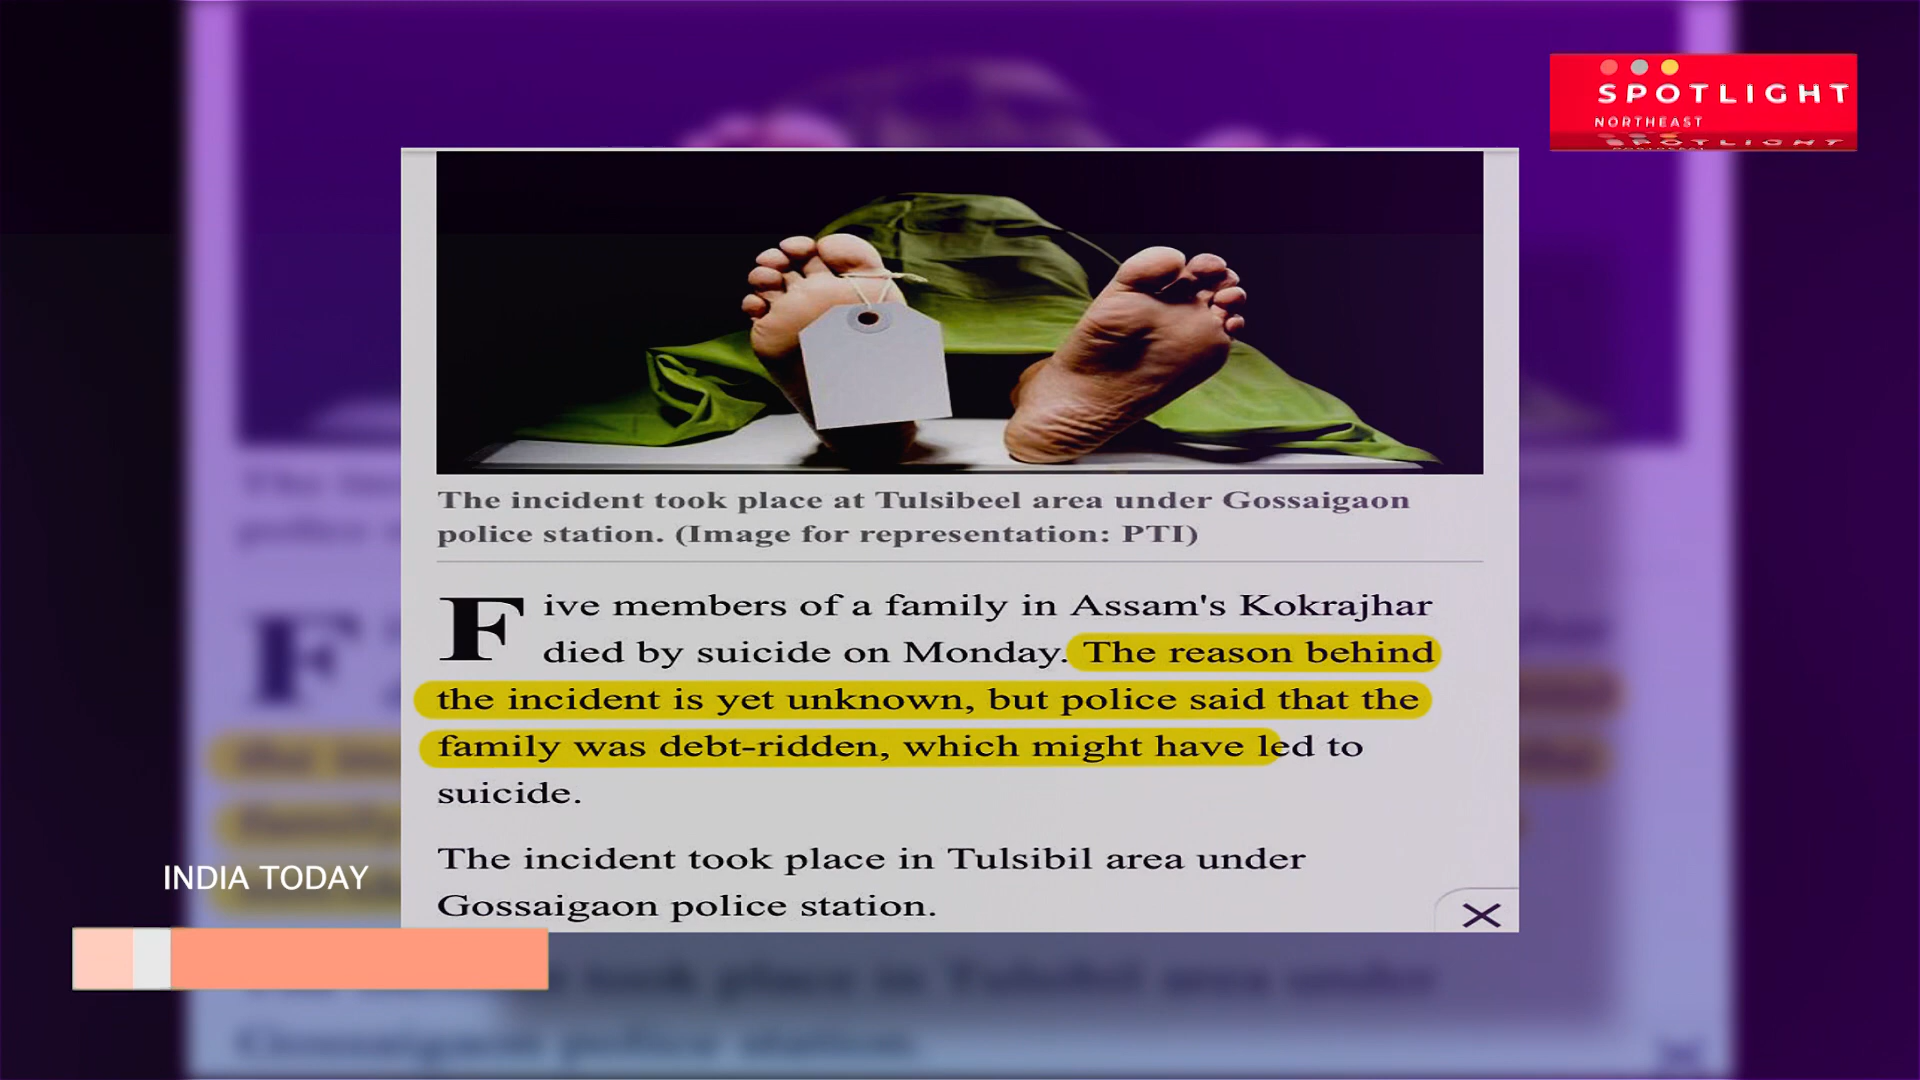 SPOTLIGHT
NORTHEAST
The incident took place at Tulsibeel area under Gossaigaon
police station. (Image for representation: PTI)
Five members of a family in Assam's Kokrajhar
died by suicide on Monday. The reason behind
the incident is yet unknown, but police said that the
family was debt-ridden, which might have led to
suicide.
The incident took place in Tulsibil area under
Gossaigaon police station.
INDIA TODAY